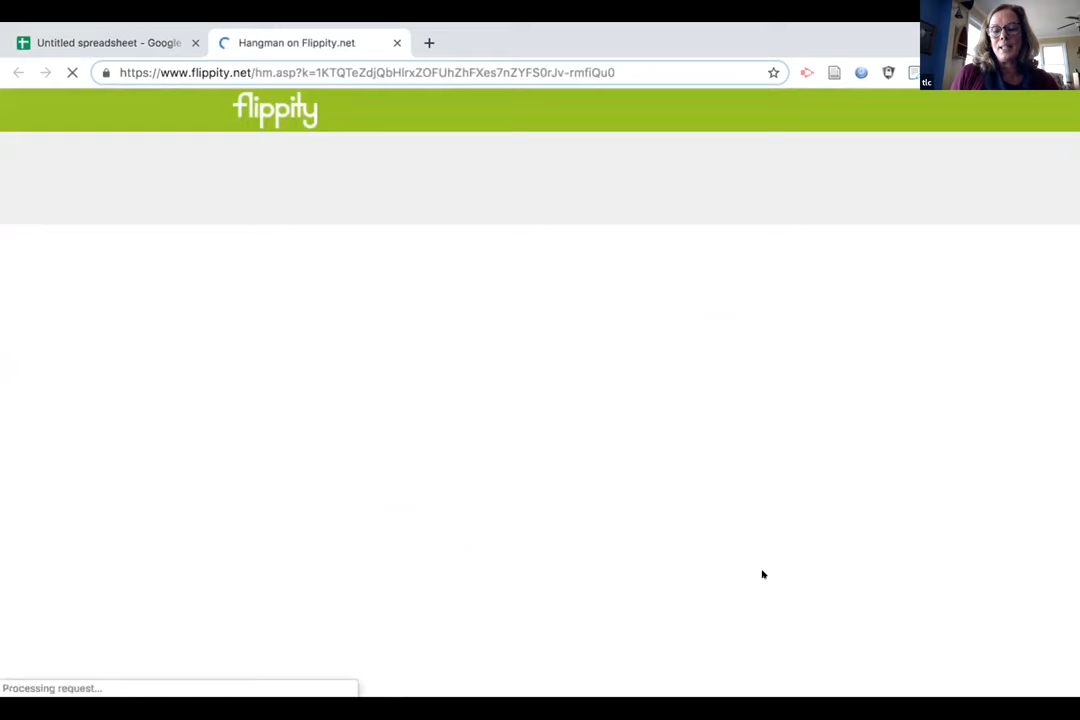 Untitled spreadsheet - Google
Hangman on Flippity.net
https://www.flippity.net/hm.asp?k=1KTQTeZdjQbHlrxZOFUhZhFXes7nZYFS0rJv-rmfiQu0
tlc
flippity
Processing request...